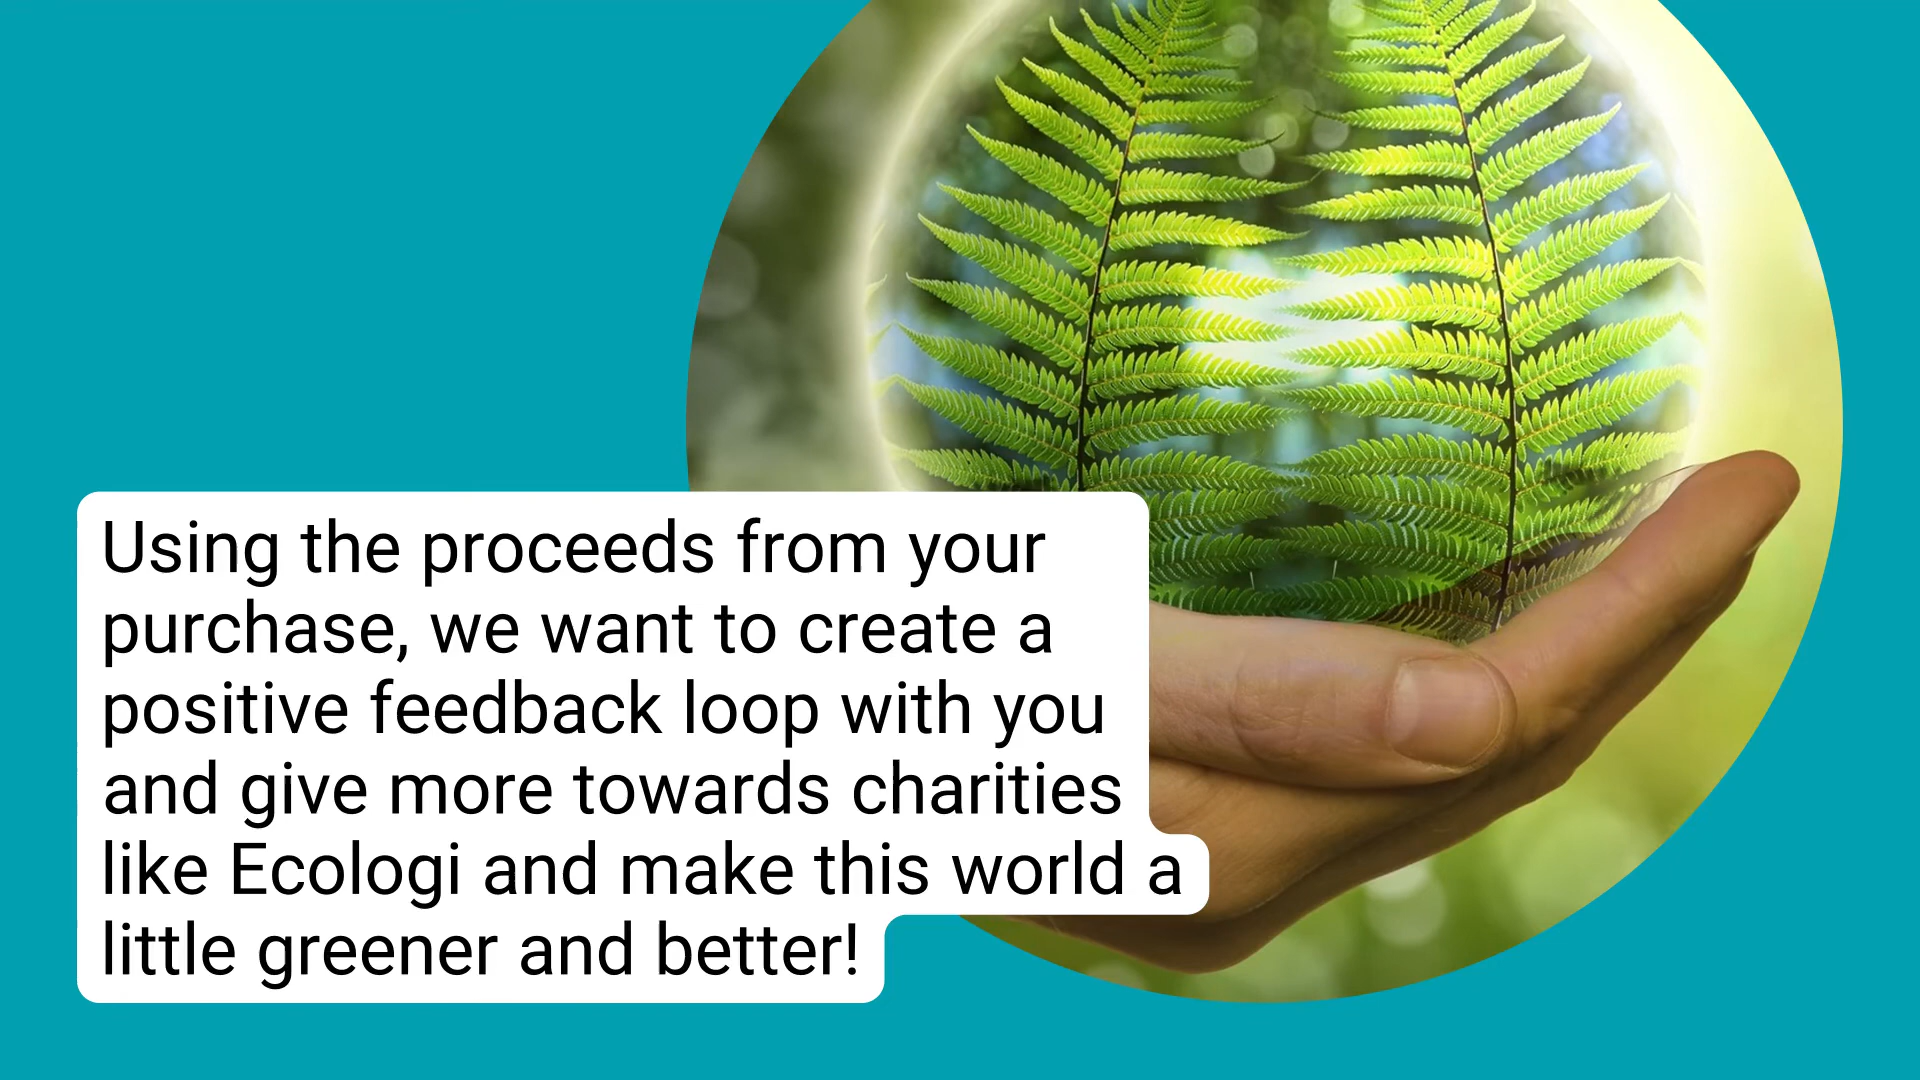 Using the proceeds from your
purchase, we want to create a
positive feedback loop with you
and give more towards charities
like Ecologi and make this world a
little greener and better!